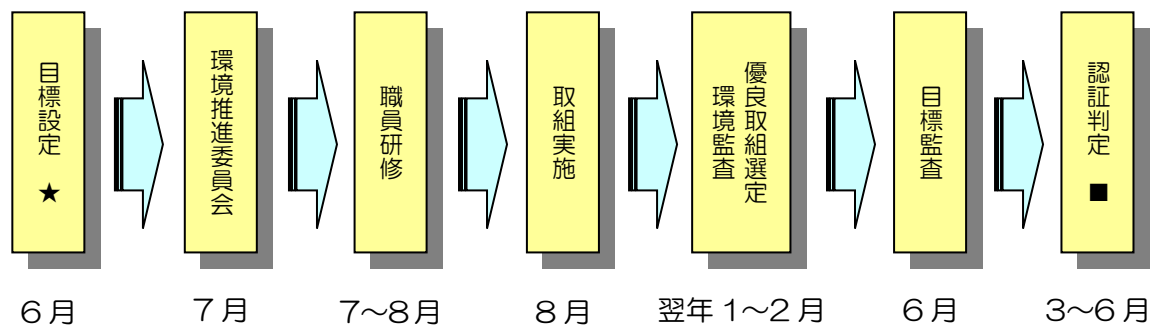 目標設定 ★
環境推進委員会
職員研修
取組実施
優良取組選定
環境監査
目標監査
認証判定 ■
6月
7月
7～8月
8月
翌年1～2月
6月
3～6月